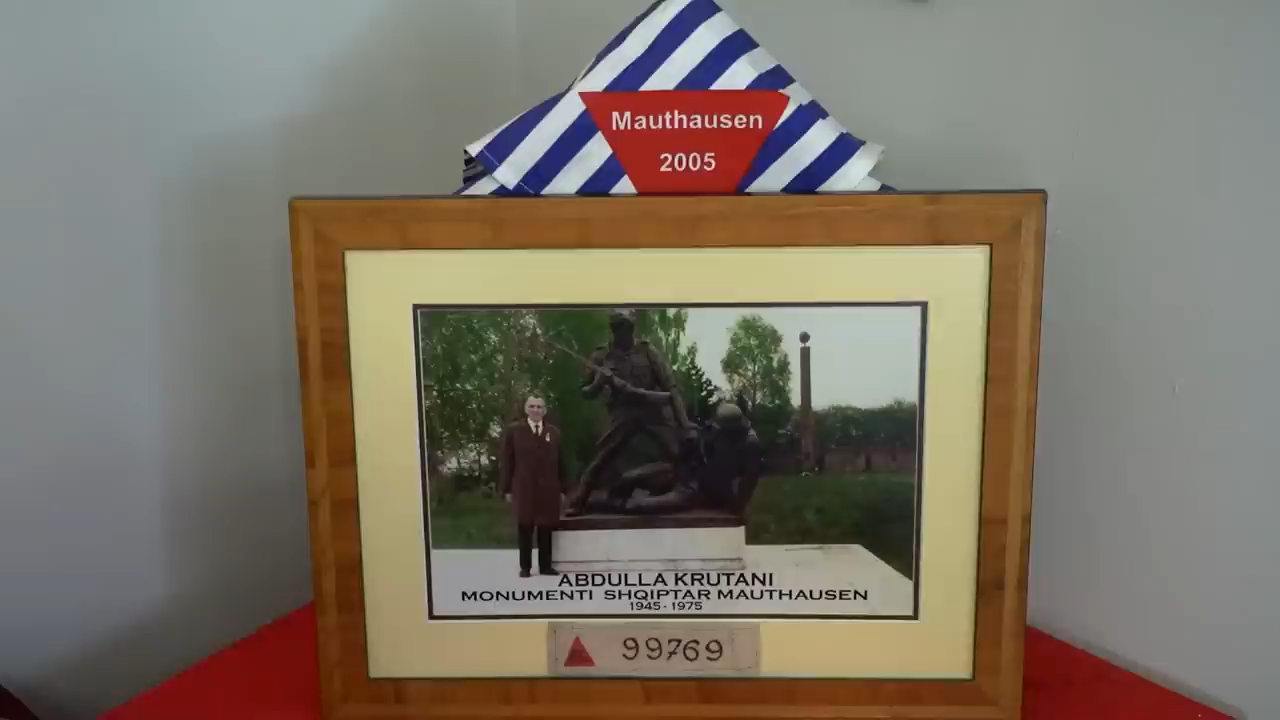 Mauthausen
2005
ABDULLA KRUTANI
MONUMENTI SHQIPTAR MAUTHAUSEN
1945 - 1975
99769